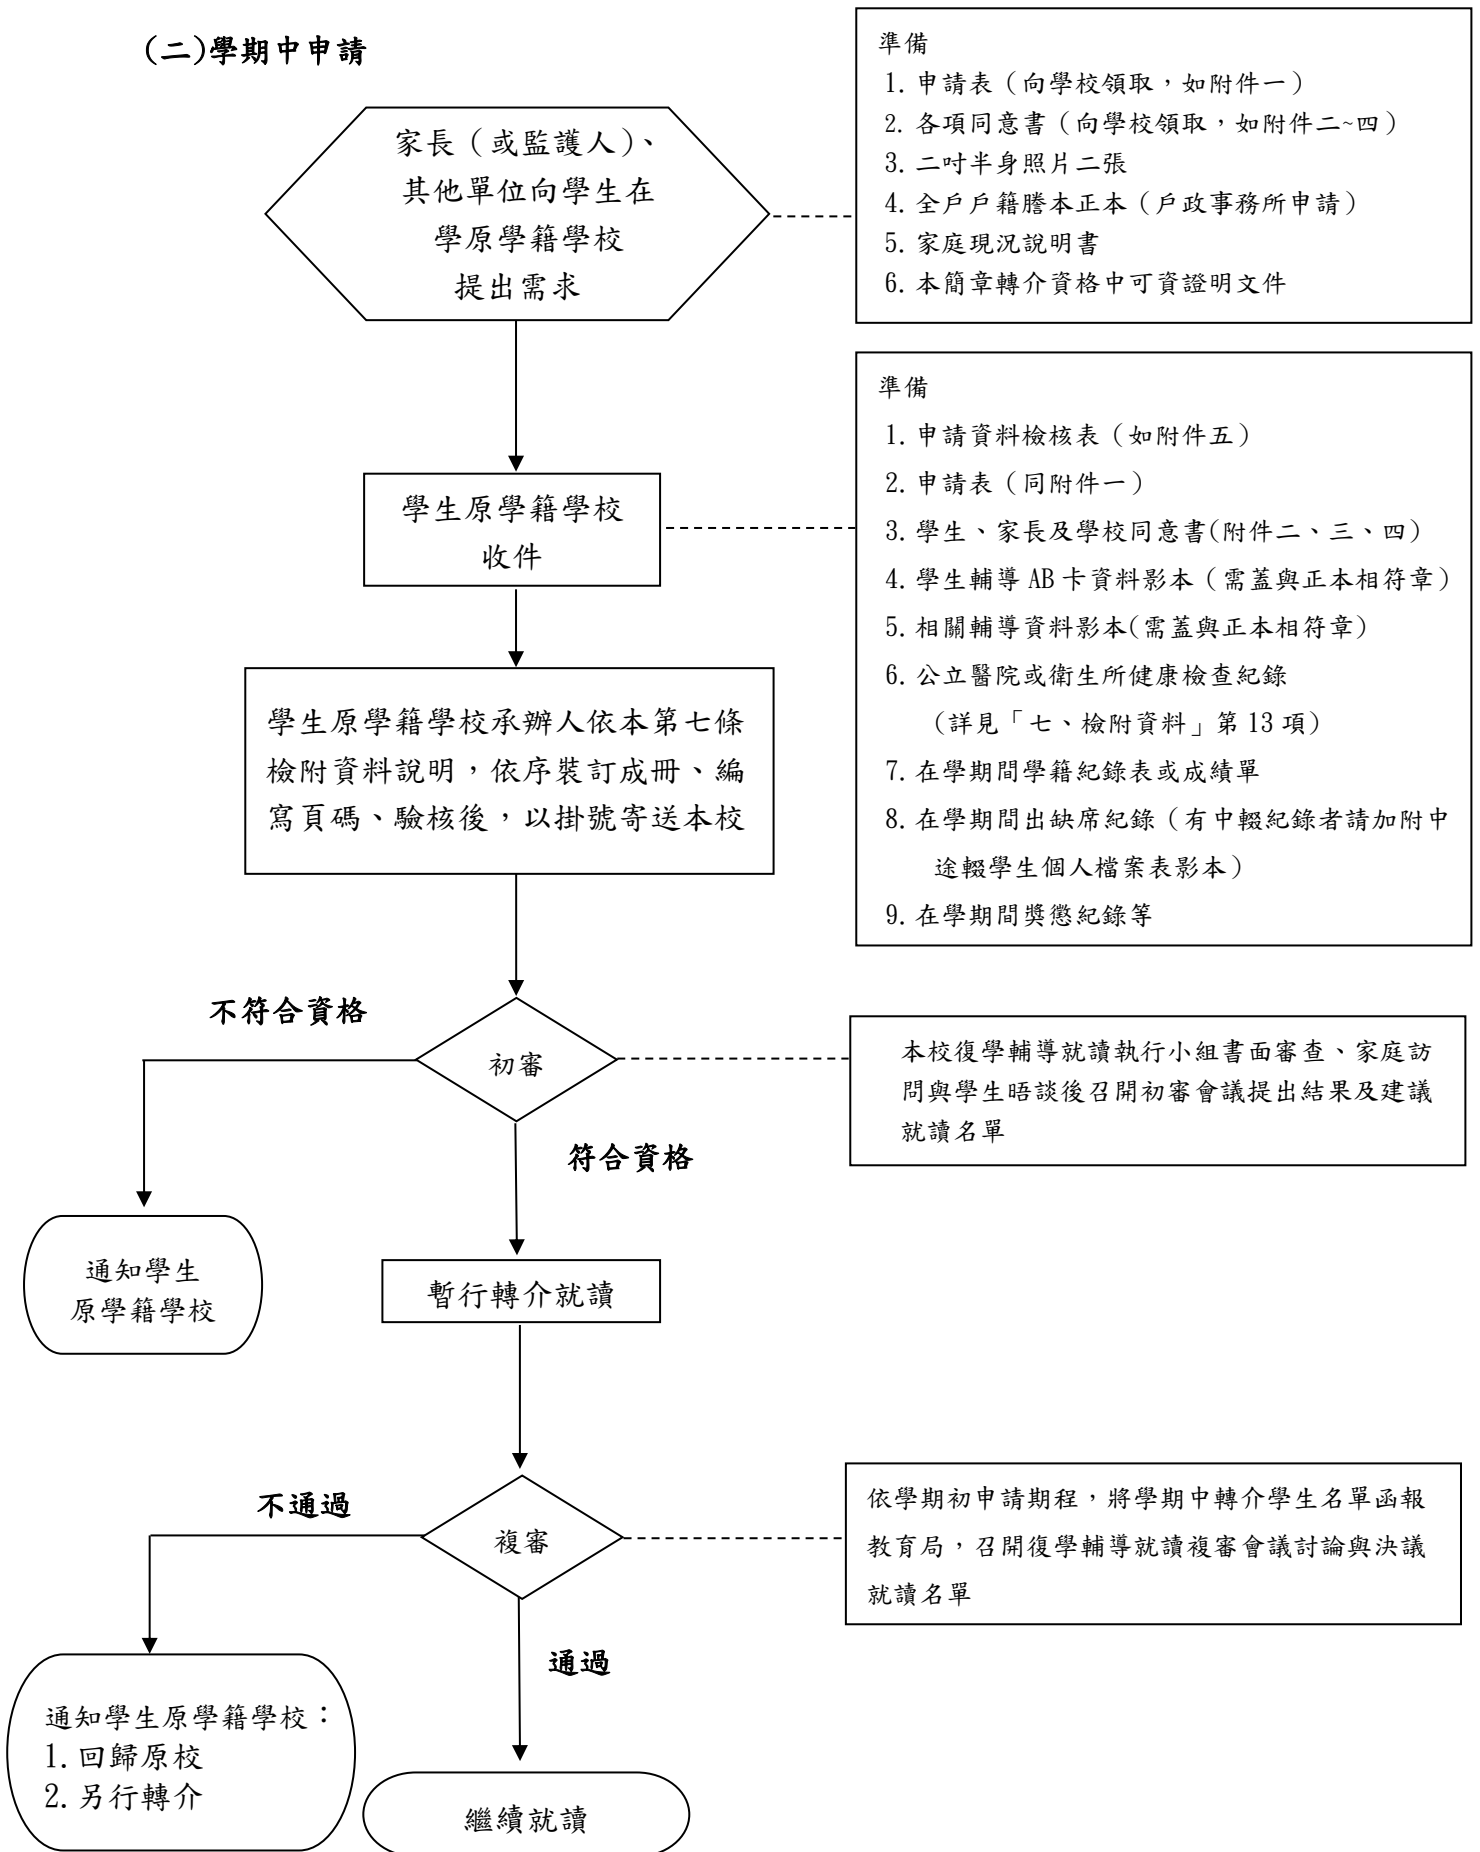 (二)學期中申請
家長（或監護人）、
其他單位向學生在
學原學籍學校
提出需求
準備
1. 申請表（向學校領取，如附件一）
2. 各項同意書（向學校領取，如附件二~四）
3. 二吋半身照片二張
4. 全戶戶籍謄本正本（戶政事務所申請）
5. 家庭現況說明書
6. 本簡章轉介資格中可資證明文件
學生原學籍學校
收件
準備
1. 申請資料檢核表（如附件五）
2. 申請表（同附件一）
3. 學生、家長及學校同意書(附件二、三、四）
4. 學生輔導 AB 卡資料影本（需蓋與正本相符章）
5. 相關輔導資料影本(需蓋與正本相符章）
6. 公立醫院或衛生所健康檢查紀錄
（詳見「七、檢附資料」第 13 項）
7. 在學期間學籍紀錄表或成績單
8. 在學期間出缺席紀錄（有中輟紀錄者請加附中
途輟學生個人檔案表影本）
9. 在學期間獎懲紀錄等
學生原學籍學校承辦人依本第七條
檢附資料說明，依序裝訂成冊、編
寫頁碼、驗核後，以掛號寄送本校
不符合資格
初審
本校復學輔導就讀執行小組書面審查、家庭訪
問與學生晤談後召開初審會議提出結果及建議
就讀名單
符合資格
通知學生
原學籍學校
暫行轉介就讀
不通過
複審
依學期初申請期程，將學期中轉介學生名單函報
教育局，召開復學輔導就讀複審會議討論與決議
就讀名單
通過
通知學生原學籍學校：
1. 回歸原校
2. 另行轉介
繼續就讀